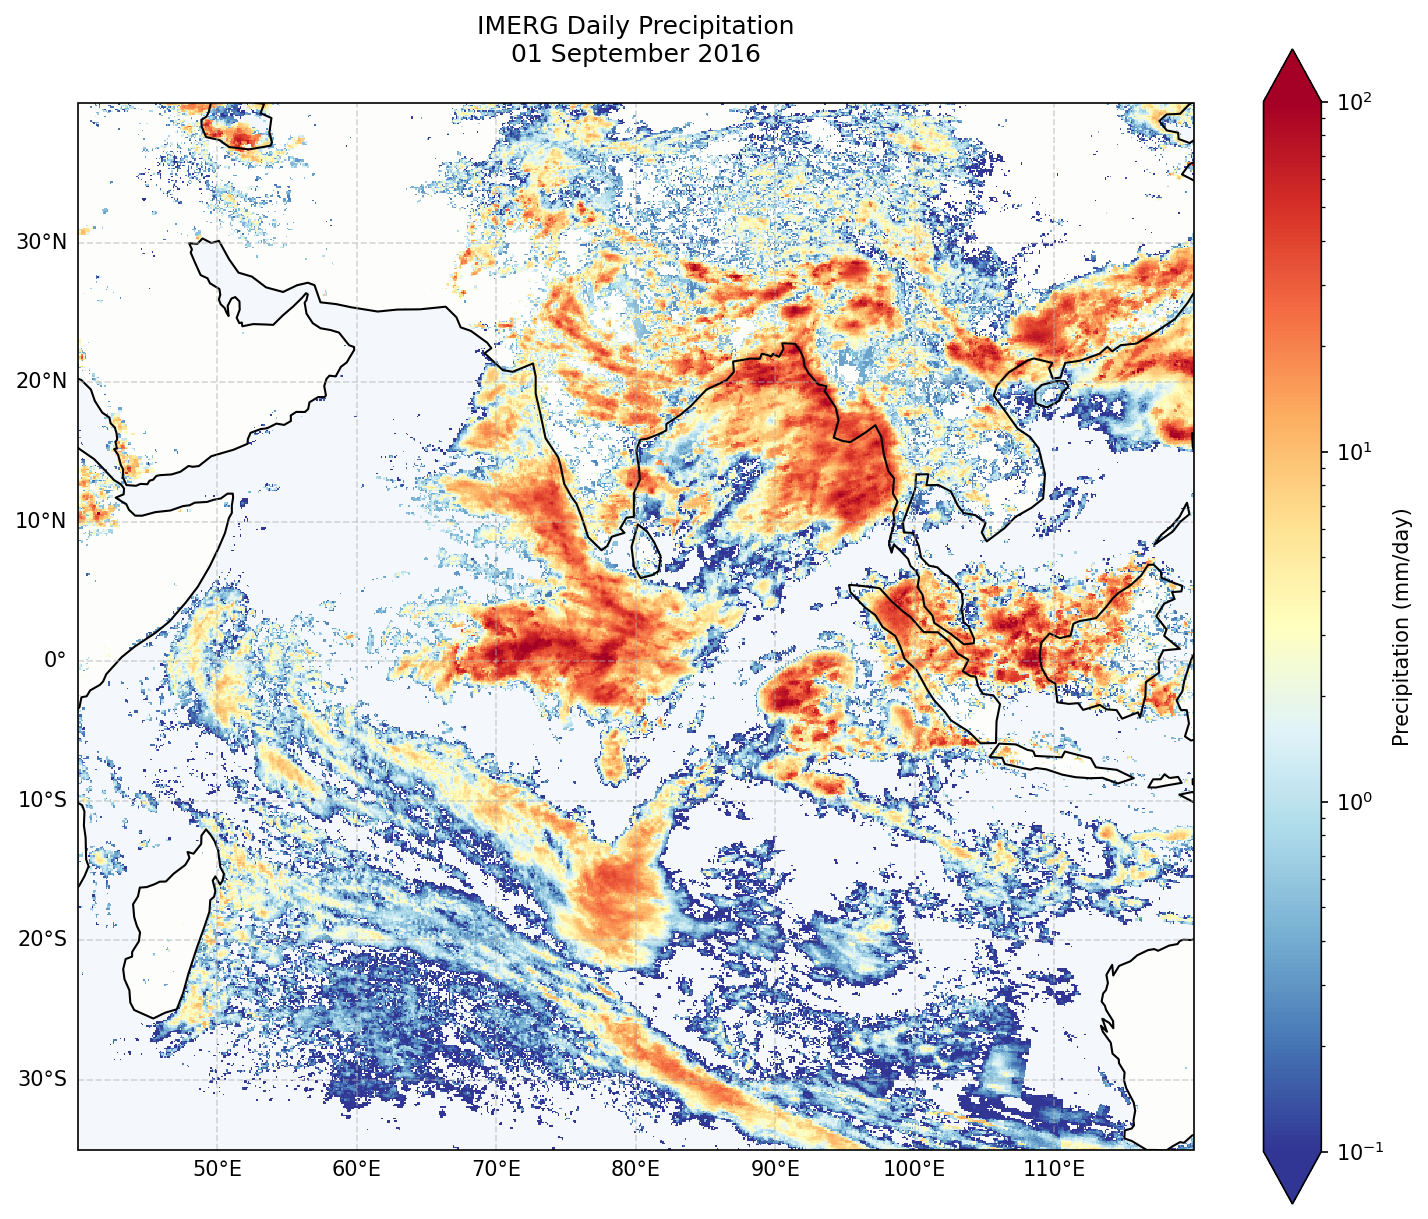 IMERG Daily Precipitation
01 September 2016
30°N
20°N
10°N
0°
10°S
20°S
30°S
50°E
60°E
70°E
80°E
90°E
100°E
110°E
10²
10¹
10⁰
10⁻¹
Precipitation (mm/day)